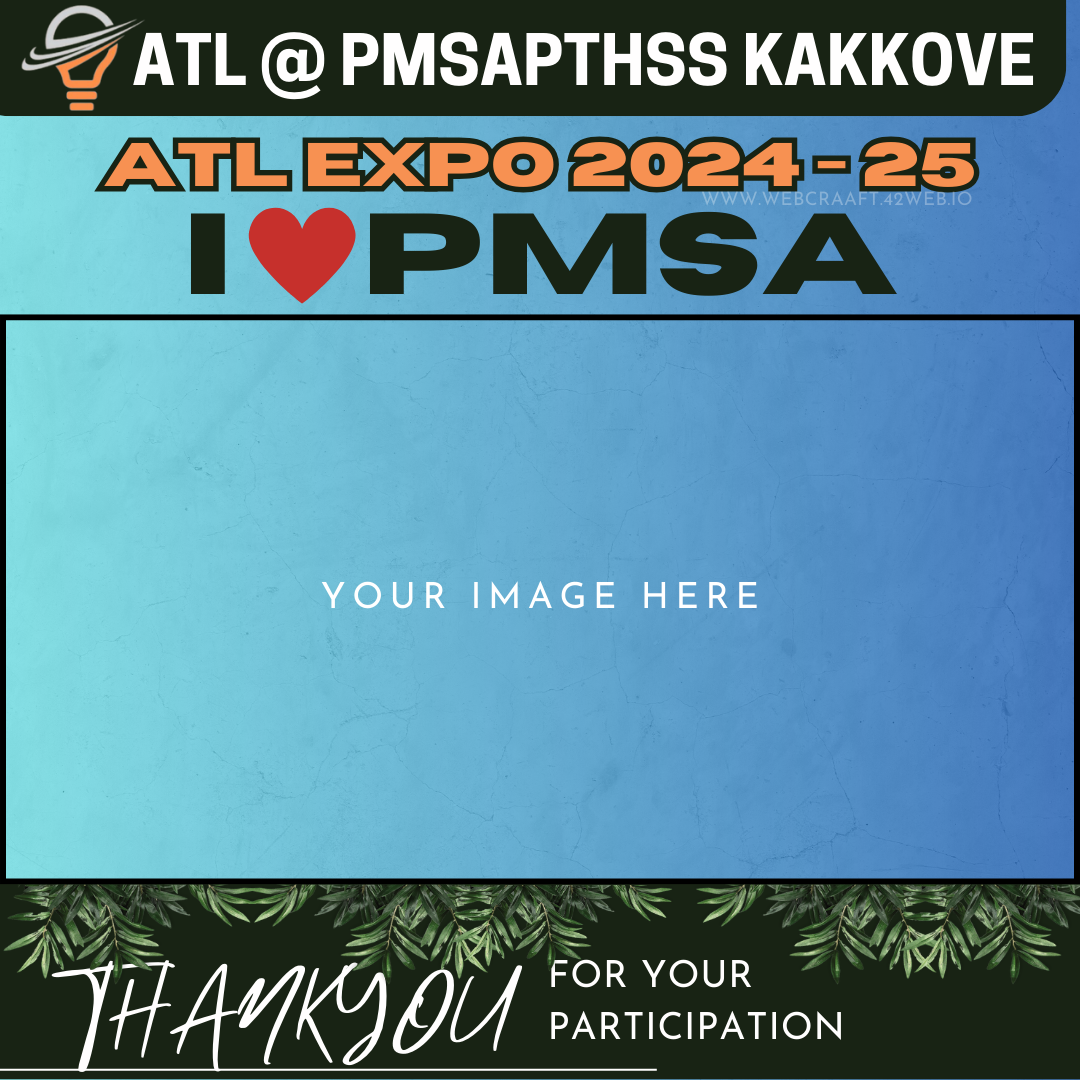 ATL @ PMSAPTHSS KAKKOVE
ATL EXPO 2024 - 25
WWW.WEBCRAAFT.42WEB.IO
I ❤ PMSA
YOUR IMAGE HERE
THANKYOU
FOR YOUR
PARTICIPATION